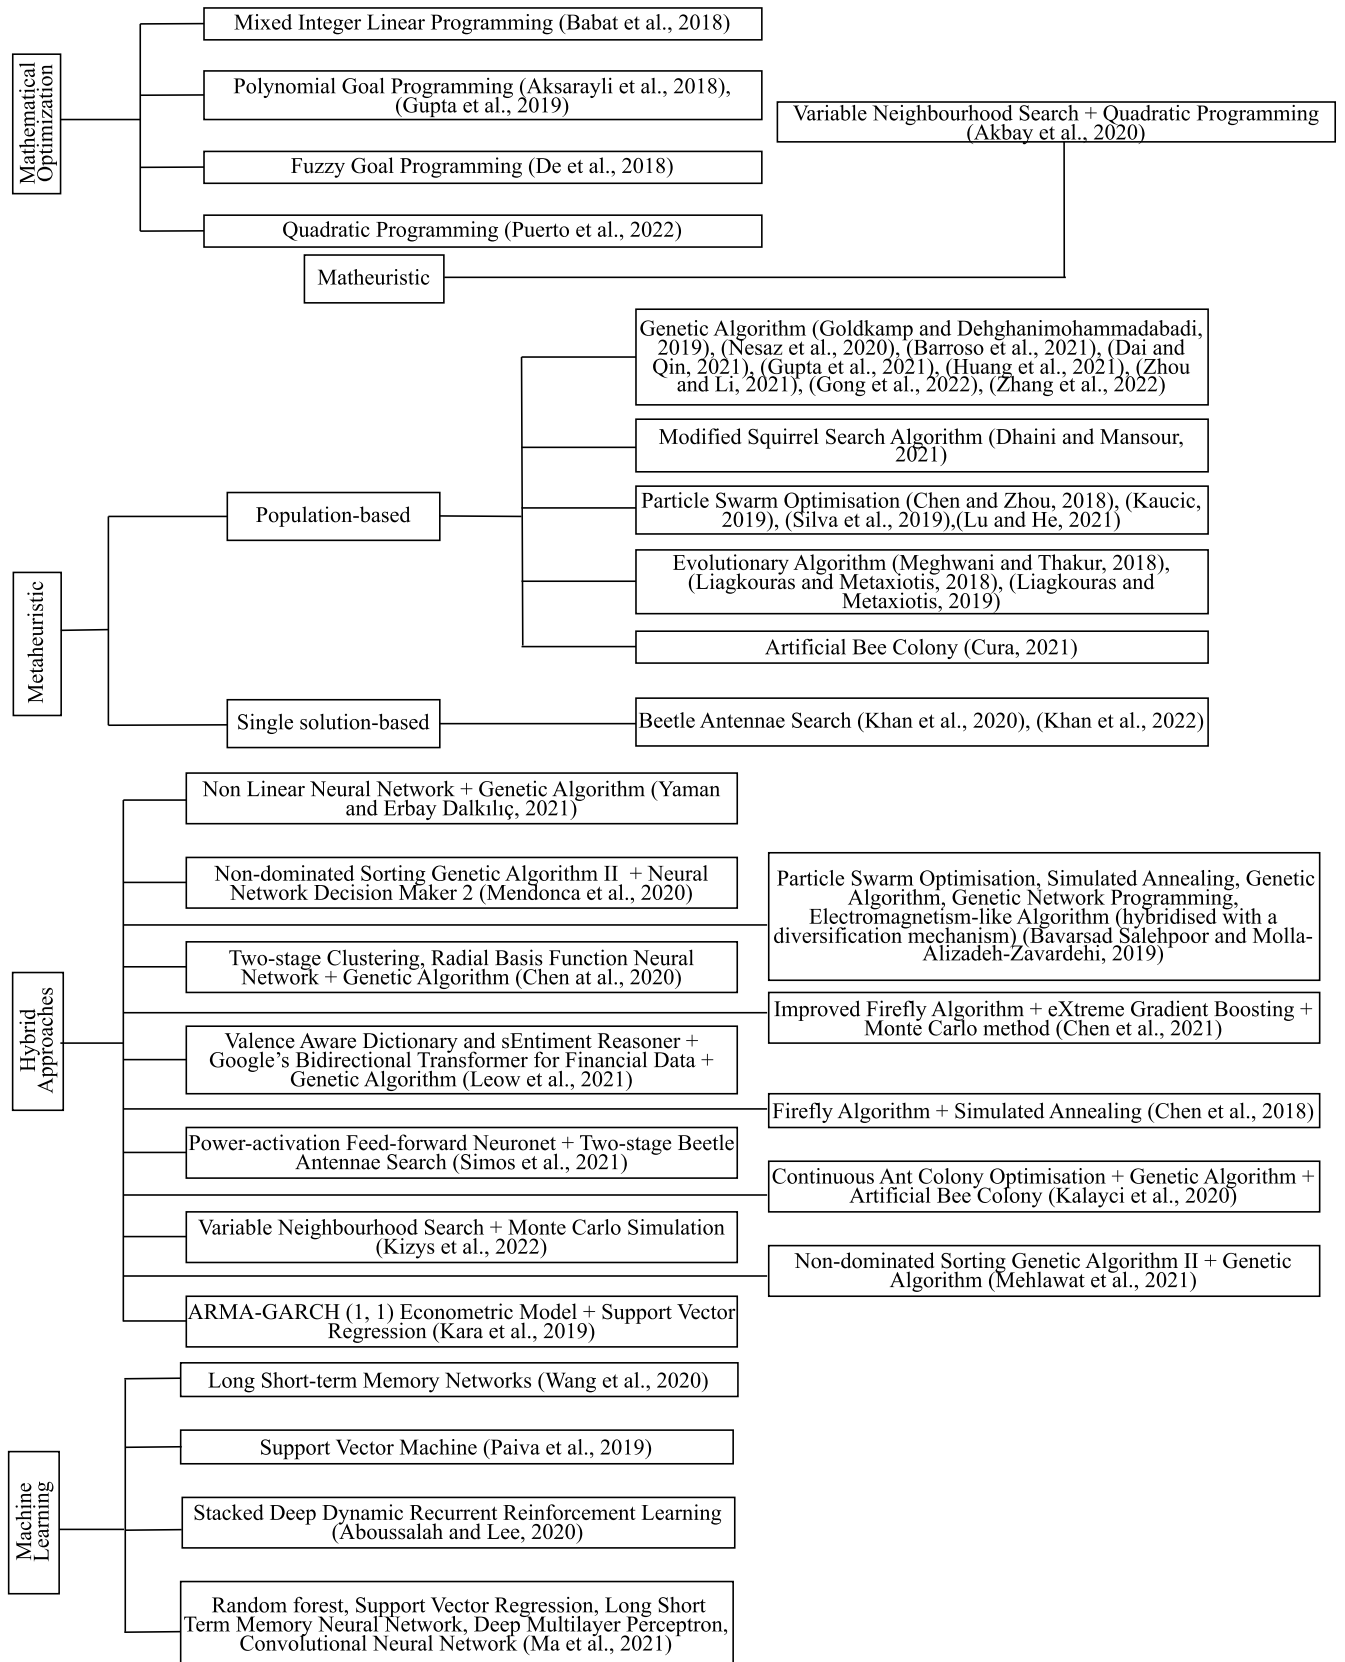 Mathematical
Optimization
Mixed Integer Linear Programming (Babat et al., 2018)
Polynomial Goal Programming (Aksarayli et al., 2018),
(Gupta et al., 2019)
Fuzzy Goal Programming (De et al., 2018)
Quadratic Programming (Puerto et al., 2022)
Variable Neighbourhood Search + Quadratic Programming
(Akbay et al., 2020)
Matheuristic
Metaheuristic
Population-based
Genetic Algorithm (Goldkamp and Dehghanimohammadabadi,
2019), (Nesaz et al., 2020), (Barroso et al., 2021), (Dai and
Qin, 2021), (Gupta et al., 2021), (Huang et al., 2021), (Zhou
and Li, 2021), (Gong et al., 2022), (Zhang et al., 2022)
Modified Squirrel Search Algorithm (Dhaini and Mansour,
2021)
Particle Swarm Optimisation (Chen and Zhou, 2018), (Kaucic,
2019), (Silva et al., 2019),(Lu and He, 2021)
Evolutionary Algorithm (Meghwani and Thakur, 2018),
(Liagkouras and Metaxiotis, 2018), (Liagkouras and
Metaxiotis, 2019)
Artificial Bee Colony (Cura, 2021)
Single solution-based
Beetle Antennae Search (Khan et al., 2020), (Khan et al., 2022)
Hybrid
Approaches
Non Linear Neural Network + Genetic Algorithm (Yaman
and Erbay Dalkılıç, 2021)
Non-dominated Sorting Genetic Algorithm II + Neural
Network Decision Maker 2 (Mendonca et al., 2020)
Particle Swarm Optimisation, Simulated Annealing, Genetic
Algorithm, Genetic Network Programming,
Electromagnetism-like Algorithm (hybridised with a
diversification mechanism) (Bavarsad Salehpoor and Molla-
Alizadeh-Zavardehi, 2019)
Two-stage Clustering, Radial Basis Function Neural
Network + Genetic Algorithm (Chen at al., 2020)
Improved Firefly Algorithm + eXtreme Gradient Boosting +
Monte Carlo method (Chen et al., 2021)
Valence Aware Dictionary and sEntiment Reasoner +
Google’s Bidirectional Transformer for Financial Data +
Genetic Algorithm (Leow et al., 2021)
Firefly Algorithm + Simulated Annealing (Chen et al., 2018)
Power-activation Feed-forward Neuronet + Two-stage Beetle
Antennae Search (Simos et al., 2021)
Continuous Ant Colony Optimisation + Genetic Algorithm +
Artificial Bee Colony (Kalayci et al., 2020)
Variable Neighbourhood Search + Monte Carlo Simulation
(Kizys et al., 2022)
Non-dominated Sorting Genetic Algorithm II + Genetic
Algorithm (Mehlawat et al., 2021)
ARMA-GARCH (1, 1) Econometric Model + Support Vector
Regression (Kara et al., 2019)
Machine
Learning
Long Short-term Memory Networks (Wang et al., 2020)
Support Vector Machine (Paiva et al., 2019)
Stacked Deep Dynamic Recurrent Reinforcement Learning
(Aboussalah and Lee, 2020)
Random forest, Support Vector Regression, Long Short
Term Memory Neural Network, Deep Multilayer Perceptron,
Convolutional Neural Network (Ma et al., 2021)